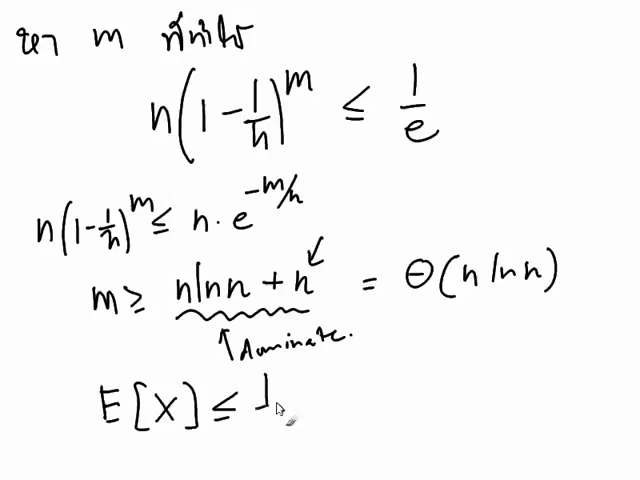 หา m ที่ทำให้
n(1 - 1/n)^m ≤ 1/e
n(1 - 1/n)^m ≤ n · e^{-m/n}
m ≥ n ln n + n = Θ(n ln n)
↑ dominate.
E[X] ≤ 1